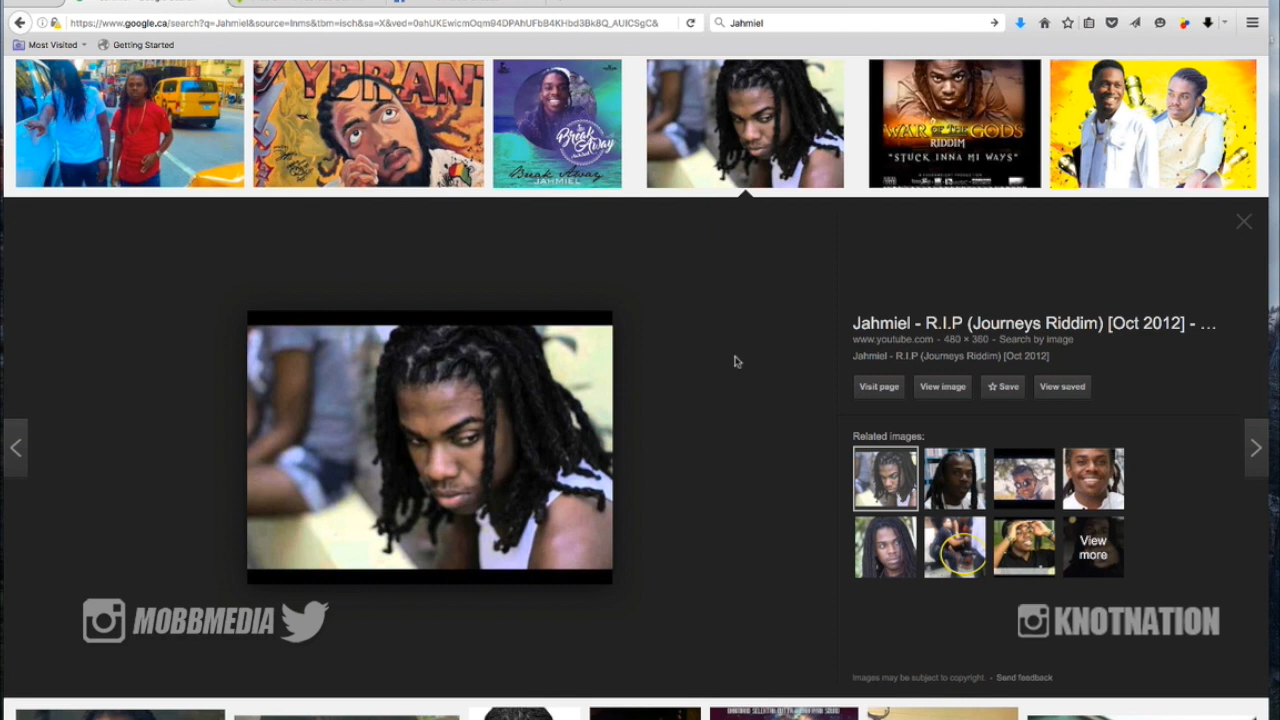 https://www.google.ca/search?q=Jahmiel&source=lnms&tbm=isch&sa=X&ved=0ahUKEwicmOqm94DPAhUFbB4KHbd3Bk8Q_AUICSgC&
Jahmiel
Most Visited
Getting Started
VYBRANT
Break
Away
Break Away
JAHMIEL
WAR OF THE GODS
RIDDIM
"STUCK INNA MI WAYS"
Jahmiel - R.I.P (Journeys Riddim) [Oct 2012] - ...
www.youtube.com - 480 × 360 - Search by image
Jahmiel - R.I.P (Journeys Riddim) [Oct 2012]
Visit page
View image
Save
View saved
Related images:
View
more
MOBBMEDIA
KNOTNATION
Images may be subject to copyright. - Send feedback